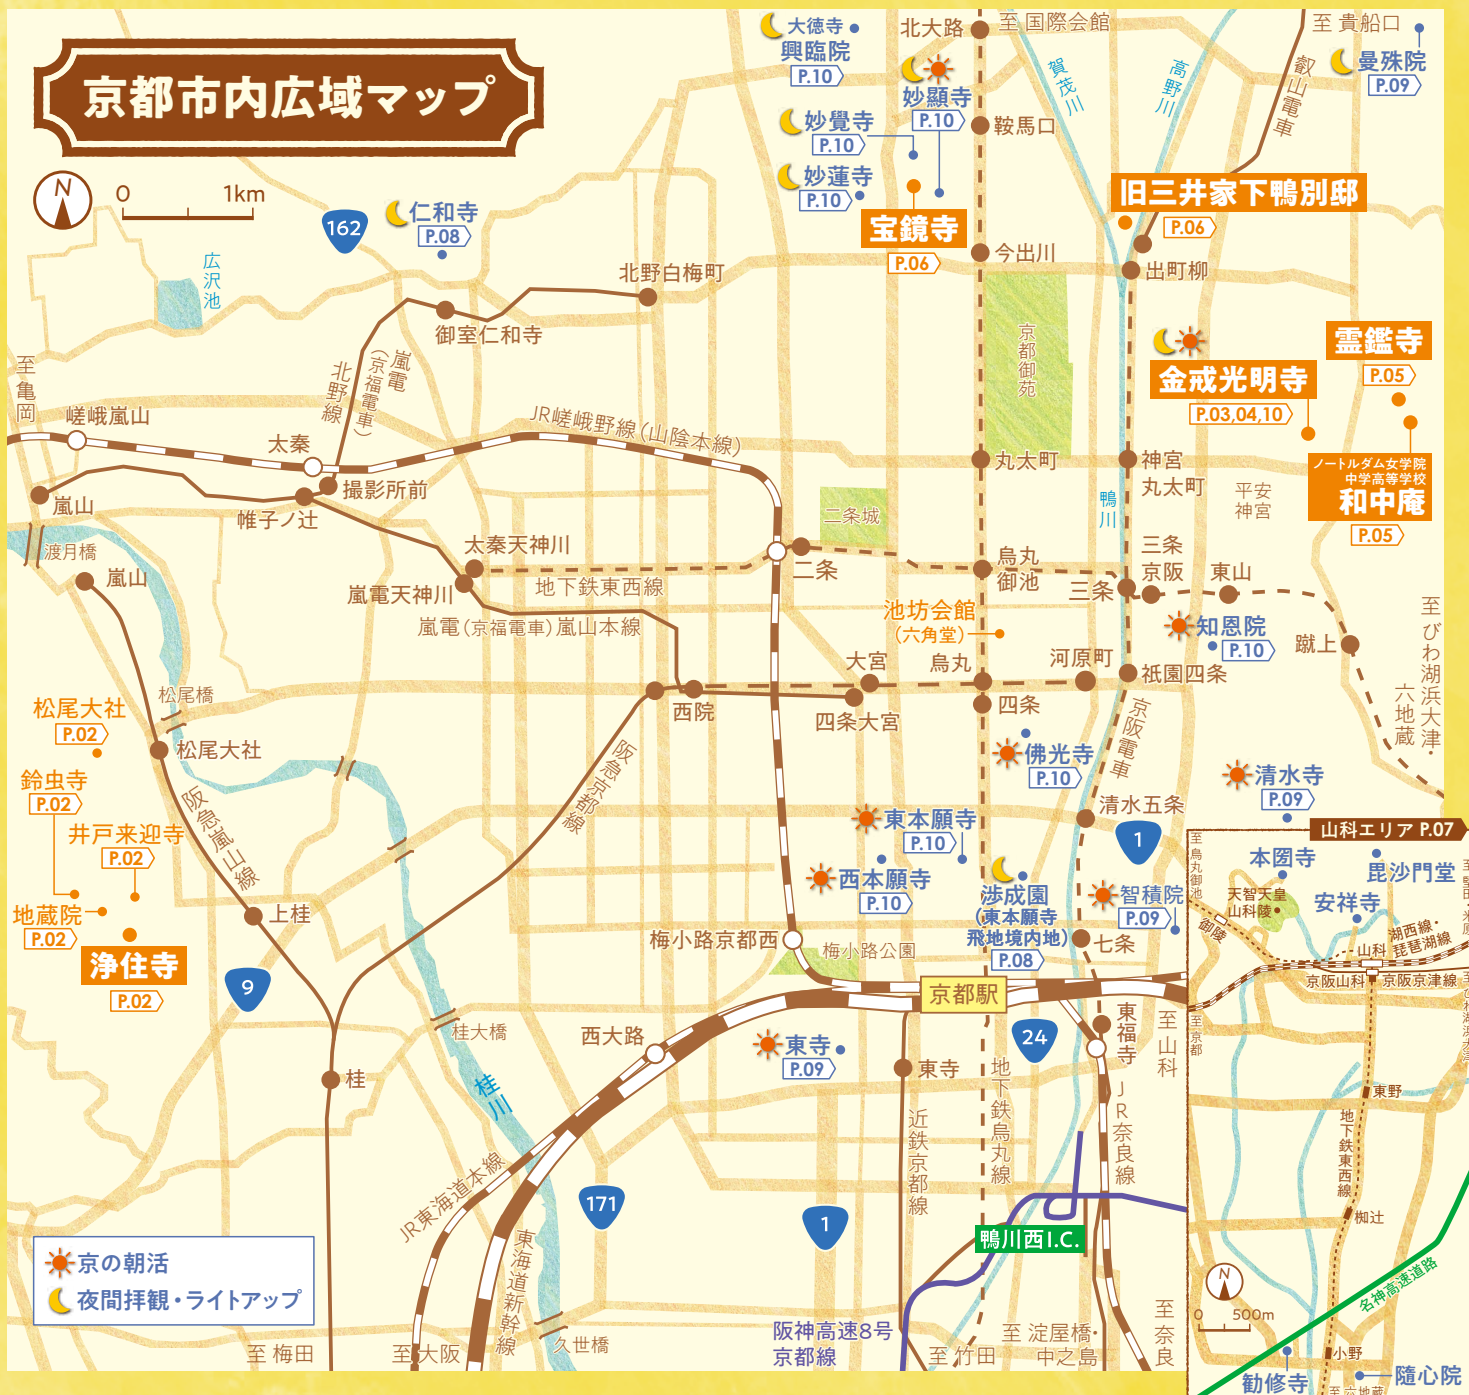 京都市内広域マップ
N
0 1km
大徳寺
興臨院
P.10
妙顯寺
P.10
妙覺寺
P.10
妙蓮寺
P.10
宝鏡寺
P.06
北大路
至 国際会館
鞍馬口
今出川
賀茂川
高野川
叡山電車
至 貴船口
曼殊院
P.09
旧三井家下鴨別邸
P.06
出町柳
162
仁和寺
P.08
広沢池
北野白梅町
御室仁和寺
嵐電
(京福電車)
北野線
至亀岡
嵯峨嵐山
太秦
JR嵯峨野線(山陰本線)
嵐山
撮影所前
帷子ノ辻
渡月橋
嵐山
太秦天神川
嵐電天神川
地下鉄東西線
嵐電(京福電車)嵐山本線
京都御苑
丸太町
神宮
丸太町
鴨川
平安
神宮
金戒光明寺
P.03,04,10
霊鑑寺
P.05
ノートルダム女学院
中学高等学校
和中庵
P.05
二条城
二条
烏丸
御池
三条
三条
京阪
東山
知恩院
P.10
蹴上
至 びわ湖浜大津・
六地蔵
池坊会館
(六角堂)
大宮
烏丸
河原町
祇園四条
西院
四条大宮
四条
京阪電車
佛光寺
P.10
清水寺
P.09
清水五条
1
松尾橋
松尾大社
P.02
松尾大社
鈴虫寺
P.02
井戸来迎寺
P.02
地蔵院
P.02
浄住寺
P.02
阪急嵐山線
上桂
阪急京都線
9
東本願寺
P.10
西本願寺
P.10
渉成園
(東本願寺
飛地境内地)
P.08
智積院
P.09
七条
梅小路京都西
梅小路公園
京都駅
桂大橋
西大路
東寺
P.09
東寺
24
東福寺
至山科
桂
桂川
JR東海道本線
171
1
近鉄京都線
地下鉄烏丸線
JR奈良線
鴨川西I.C.
東海道新幹線
久世橋
阪神高速8号
京都線
至 梅田
至 大阪
至 竹田
至 淀屋橋・
中之島
至 奈良
京の朝活
夜間拝観・ライトアップ
山科エリア P.07
至 烏丸御池
本圀寺
毘沙門堂
天智天皇
山科陵
安祥寺
御陵
湖西線・
琵琶湖線
山科
京阪山科
京阪京津線
至 京都
東野
地下鉄東西線
椥辻
名神高速道路
N
0 500m
小野
勧修寺
隨心院
至 六地蔵